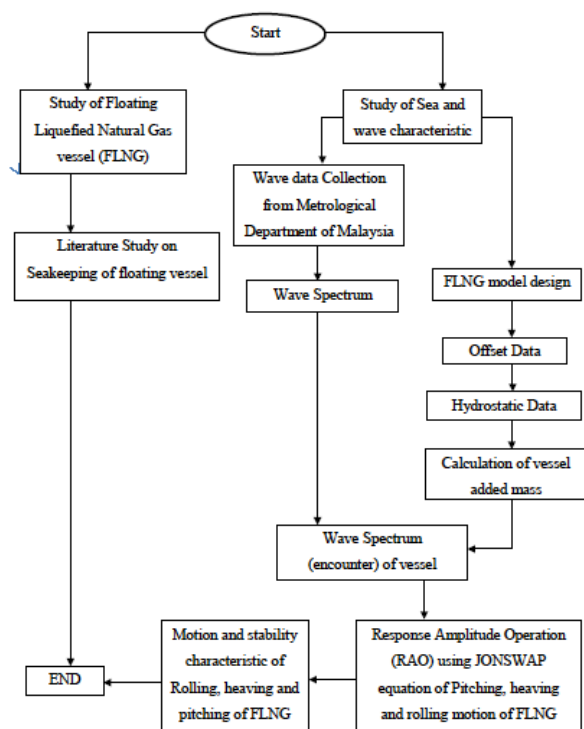 Start
Study of Floating
Liquefied Natural Gas
vessel (FLNG)
Study of Sea and
wave characteristic
Wave data Collection
from Metrological
Department of Malaysia
Literature Study on
Seakeeping of floating vessel
Wave Spectrum
FLNG model design
Offset Data
Hydrostatic Data
Calculation of vessel
added mass
Wave Spectrum
(encounter) of vessel
Motion and stability
characteristic of
Rolling, heaving and
pitching of FLNG
Response Amplitude Operation
(RAO) using JONSWAP
equation of Pitching, heaving
and rolling motion of FLNG
END